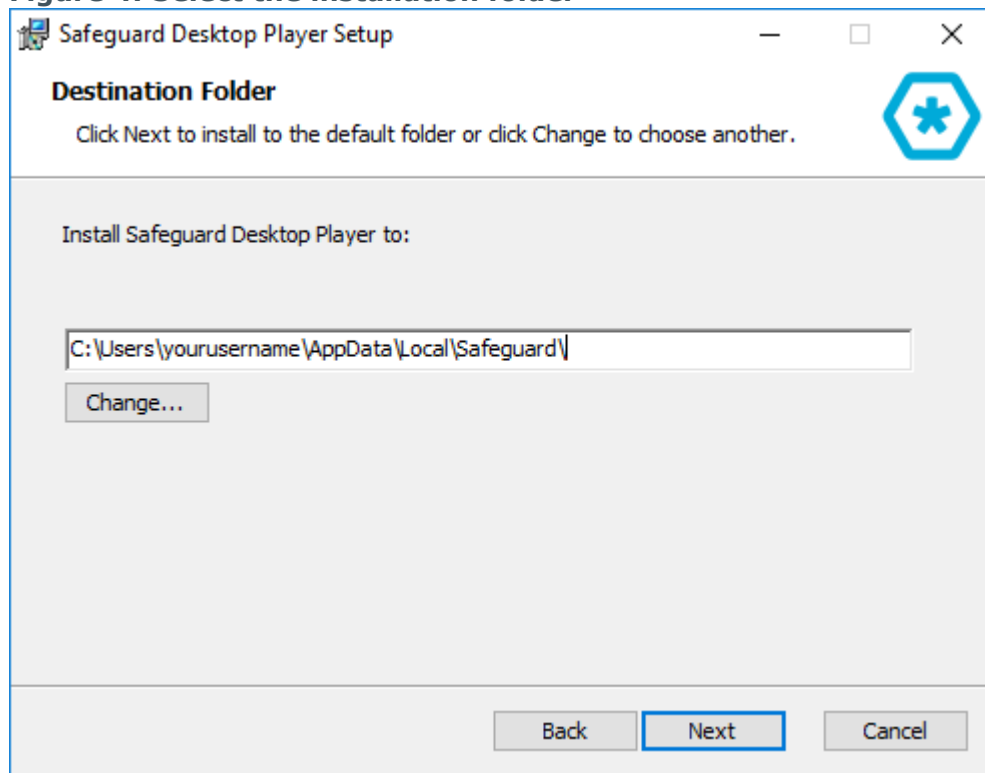 Safeguard Desktop Player Setup
Destination Folder
Click Next to install to the default folder or click Change to choose another.
Install Safeguard Desktop Player to:
C:\Users\yourusername\AppData\Local\Safeguard\
Change...
Back Next Cancel